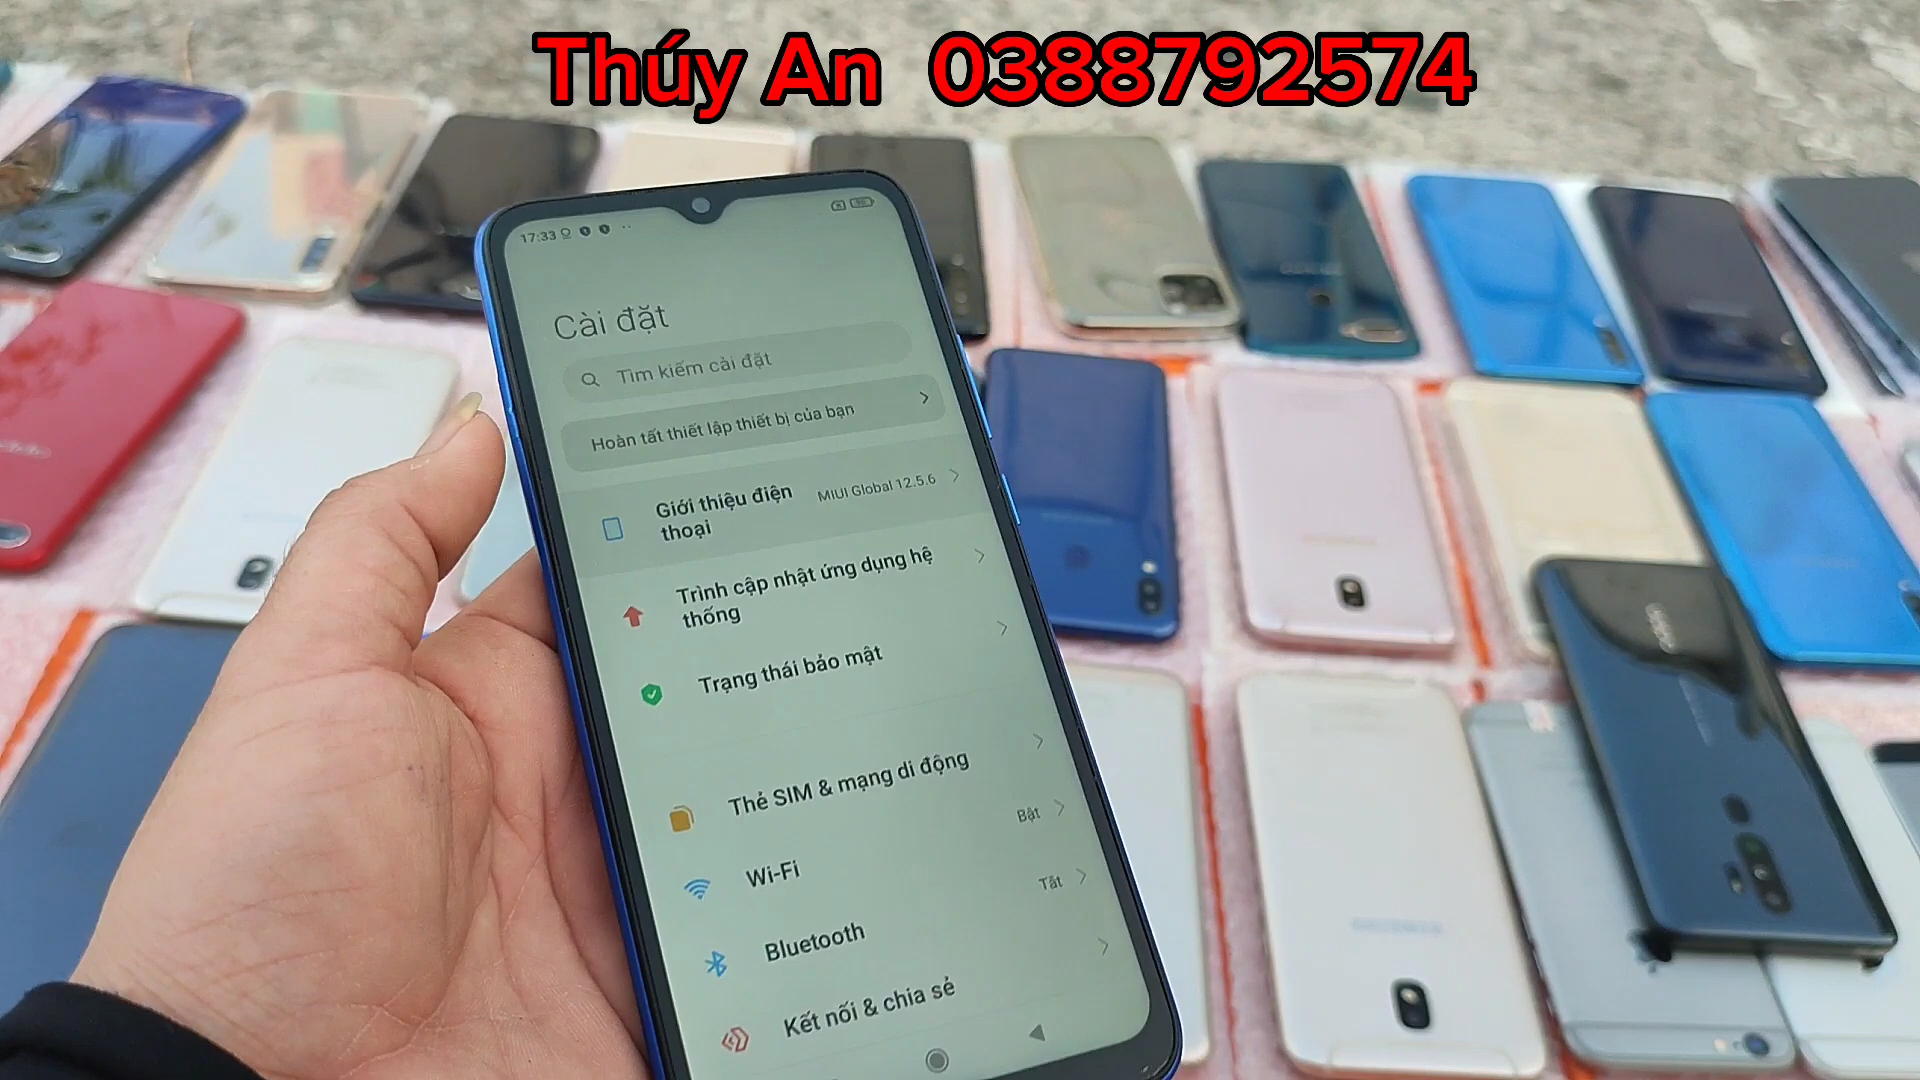 Thúy An 0388792574
17:33
Cài đặt
Tìm kiếm cài đặt
Hoàn tất thiết lập thiết bị của bạn
Giới thiệu điện
thoại
MIUI Global 12.5.6
Trình cập nhật ứng dụng hệ
thống
Trạng thái bảo mật
Thẻ SIM & mạng di động
Wi-Fi
Bật
Bluetooth
Tắt
Kết nối & chia sẻ